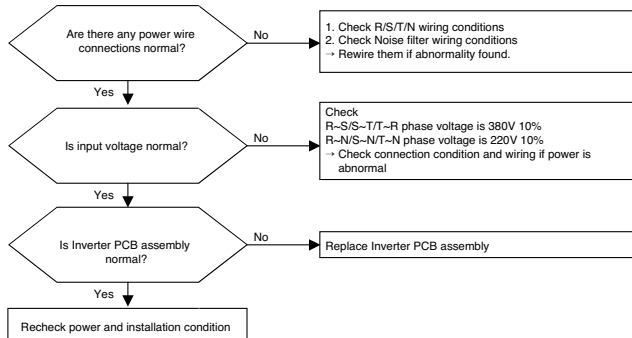 Are there any power wire
connections normal?
No
1. Check R/S/T/N wiring conditions
2. Check Noise filter wiring conditions
→ Rewire them if abnormality found.
Yes
Is input voltage normal?
No
Check
R~S/S~T/T~R phase voltage is 380V 10%
R~N/S~N/T~N phase voltage is 220V 10%
→ Check connection condition and wiring if power is
abnormal
Yes
Is Inverter PCB assembly
normal?
No
Replace Inverter PCB assembly
Yes
Recheck power and installation condition